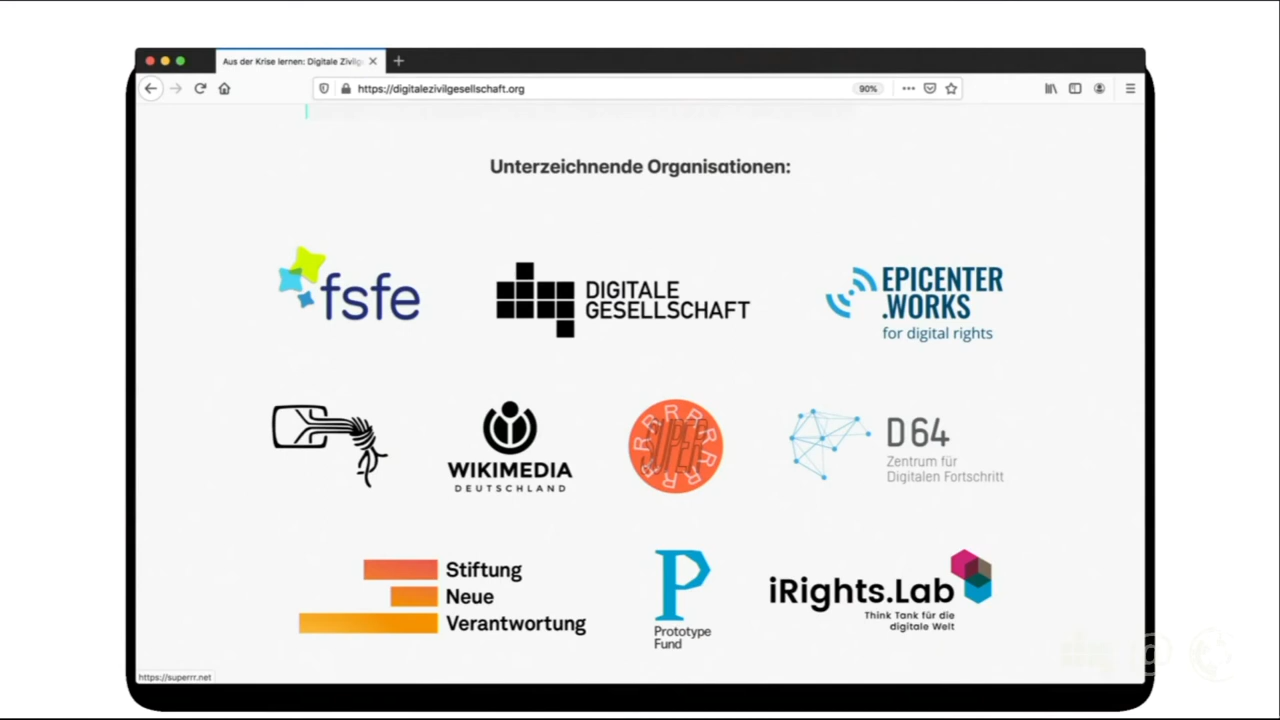 Aus der Krise lernen: Digitale Zivilg
https://digitalezivilgesellschaft.org
90%
Unterzeichnende Organisationen:
fsfe
DIGITALE
GESELLSCHAFT
EPICENTER
.WORKS
for digital rights
WIKIMEDIA
DEUTSCHLAND
SUPER
RRRRRRRRR
D64
Zentrum für
Digitalen Fortschritt
Stiftung
Neue
Verantwortung
P
Prototype
Fund
iRights.Lab
Think Tank für die
digitale Welt
https://superrr.net
@